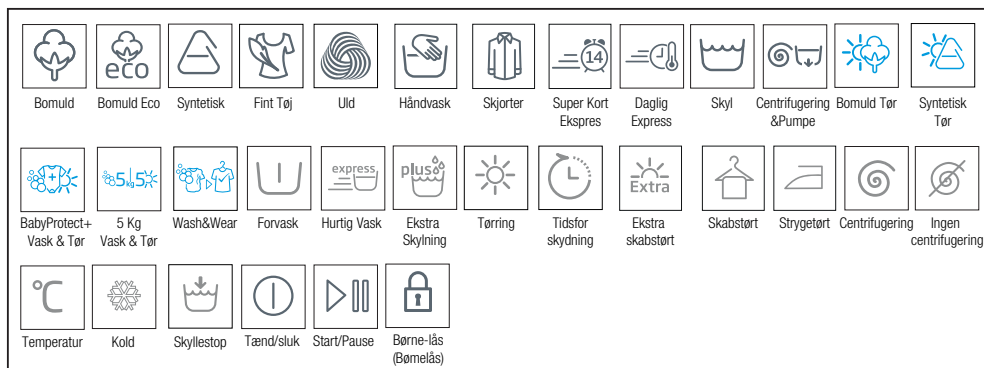 eco
14
Bomuld
Bomuld Eco
Syntetisk
Fint Tøj
Uld
Håndvask
Skjorter
Super Kort
Ekspres
Daglig
Express
Skyl
Centrifugering
&Pumpe
Bomuld Tør
Syntetisk
Tør
5 kg 5
express
plus
Extra
BabyProtect+
Vask & Tør
5 Kg
Vask & Tør
Wash&Wear
Forvask
Hurtig Vask
Ekstra
Skylning
Tørring
Tidsfor
skydning
Ekstra
skabstørt
Skabstørt
Strygetørt
Centrifugering
Ingen
centrifugering
°C
Temperatur
Kold
Skyllestop
Tænd/sluk
Start/Pause
Børne-lås
(Bømelås)